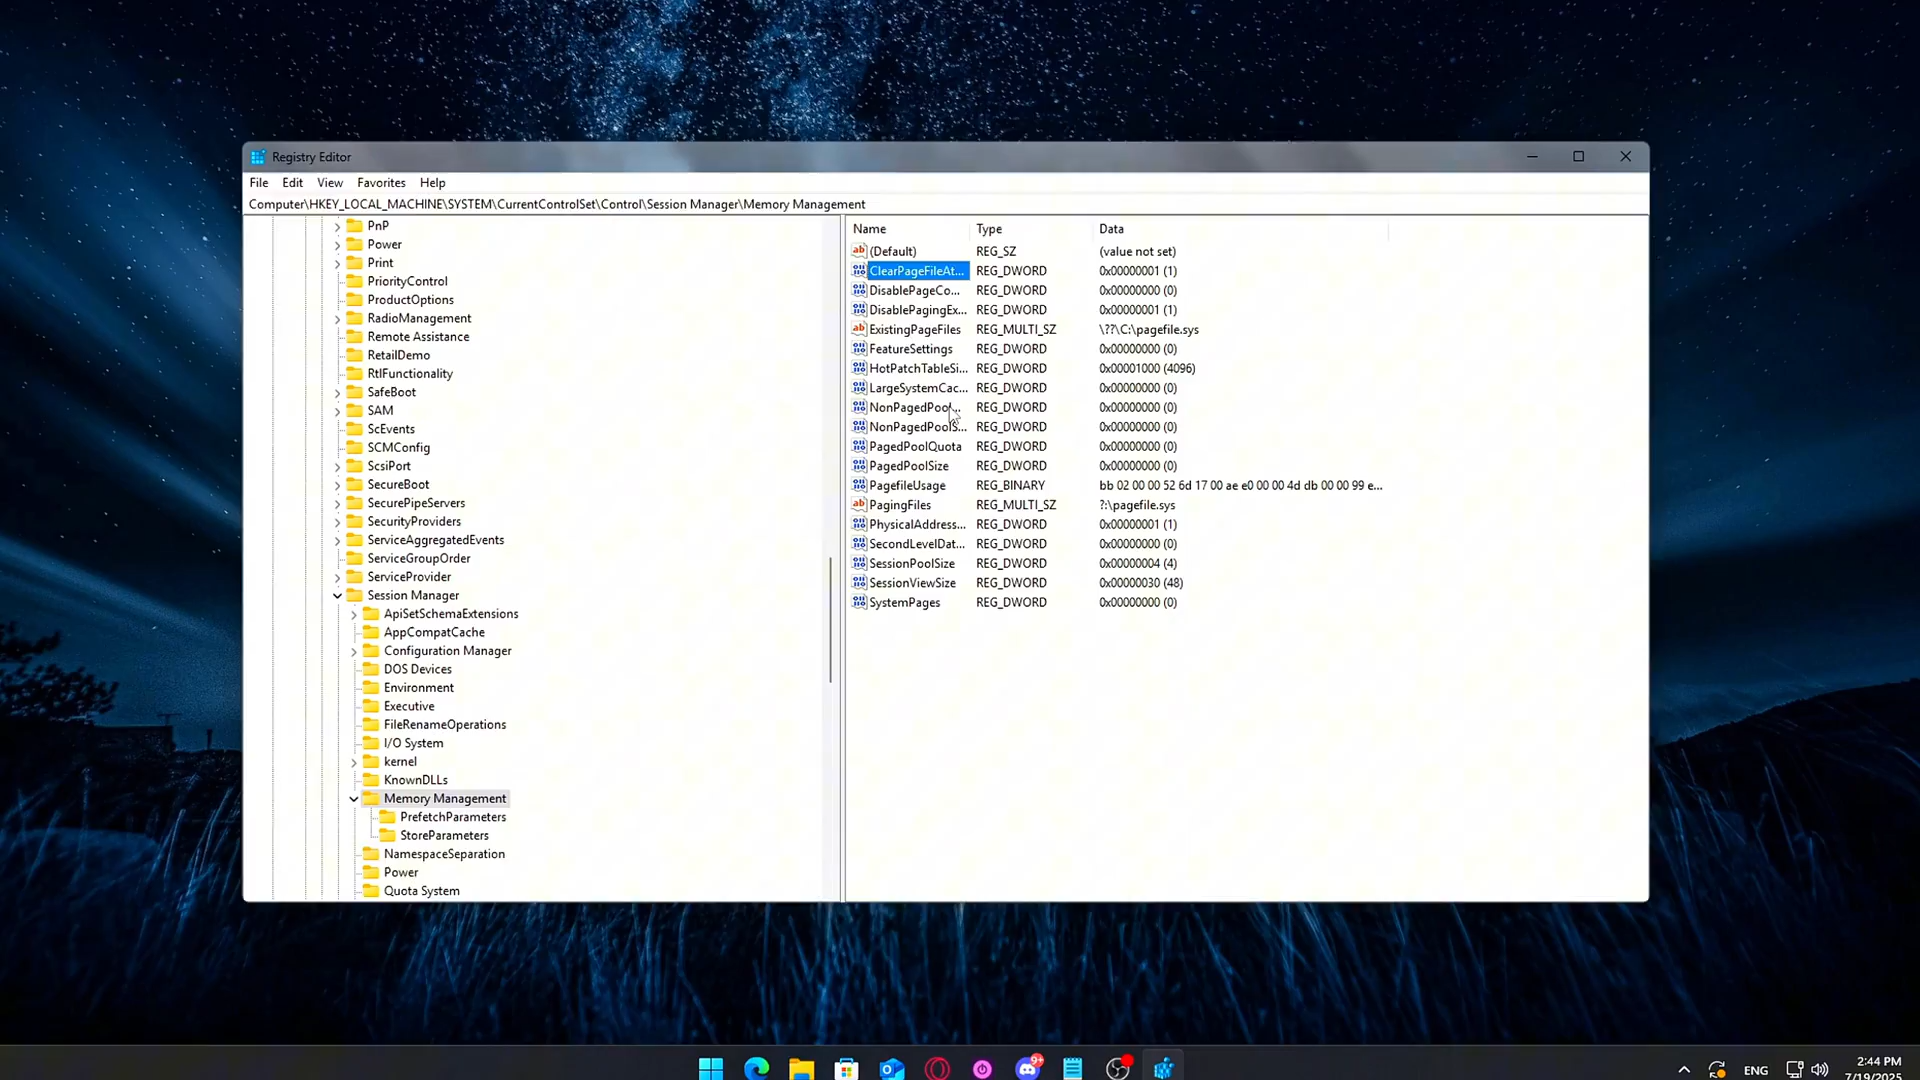 Registry Editor
File Edit View Favorites Help
Computer\HKEY_LOCAL_MACHINE\SYSTEM\CurrentControlSet\Control\Session Manager\Memory Management
PnP
Power
Print
PriorityControl
ProductOptions
RadioManagement
Remote Assistance
RetailDemo
RtlFunctionality
SafeBoot
SAM
ScEvents
SCMConfig
ScsiPort
SecureBoot
SecurePipeServers
SecurityProviders
ServiceAggregatedEvents
ServiceGroupOrder
ServiceProvider
Session Manager
ApiSetSchemaExtensions
AppCompatCache
Configuration Manager
DOS Devices
Environment
Executive
FileRenameOperations
I/O System
kernel
KnownDLLs
Memory Management
PrefetchParameters
StoreParameters
NamespaceSeparation
Power
Quota System
Name Type Data
(Default) REG_SZ (value not set)
ClearPageFileAt... REG_DWORD 0x00000001 (1)
DisablePageCo... REG_DWORD 0x00000000 (0)
DisablePagingEx... REG_DWORD 0x00000001 (1)
ExistingPageFiles REG_MULTI_SZ \??\C:\pagefile.sys
FeatureSettings REG_DWORD 0x00000000 (0)
HotPatchTableSi... REG_DWORD 0x00001000 (4096)
LargeSystemCac... REG_DWORD 0x00000000 (0)
NonPagedPool... REG_DWORD 0x00000000 (0)
NonPagedPoolS... REG_DWORD 0x00000000 (0)
PagedPoolQuota REG_DWORD 0x00000000 (0)
PagedPoolSize REG_DWORD 0x00000000 (0)
PagefileUsage REG_BINARY bb 02 00 00 52 6d 17 00 ae e0 00 00 4d db 00 00 99 e...
PagingFiles REG_MULTI_SZ ?:\pagefile.sys
PhysicalAddress... REG_DWORD 0x00000001 (1)
SecondLevelDat... REG_DWORD 0x00000000 (0)
SessionPoolSize REG_DWORD 0x00000004 (4)
SessionViewSize REG_DWORD 0x00000030 (48)
SystemPages REG_DWORD 0x00000000 (0)
9+
ENG
2:44 PM
7/19/2025